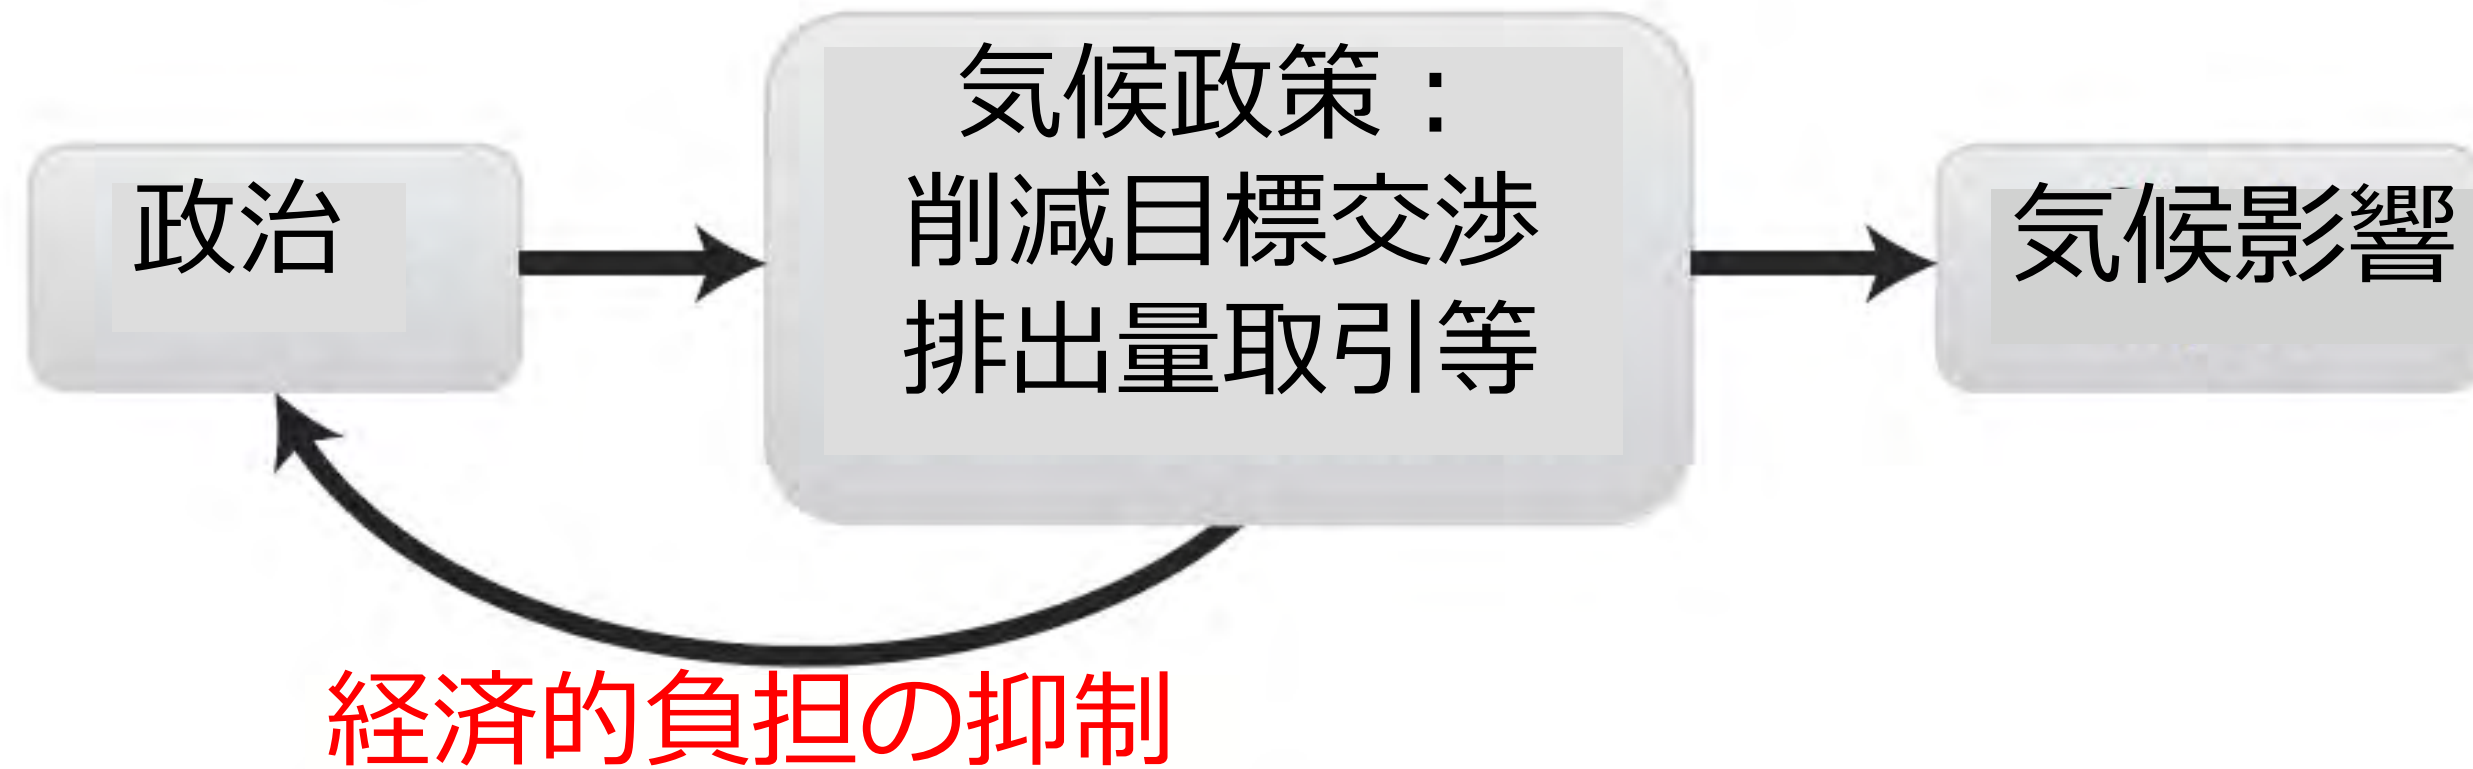 政治
気候政策：
削減目標交渉
排出量取引等
気候影響
経済的負担の抑制